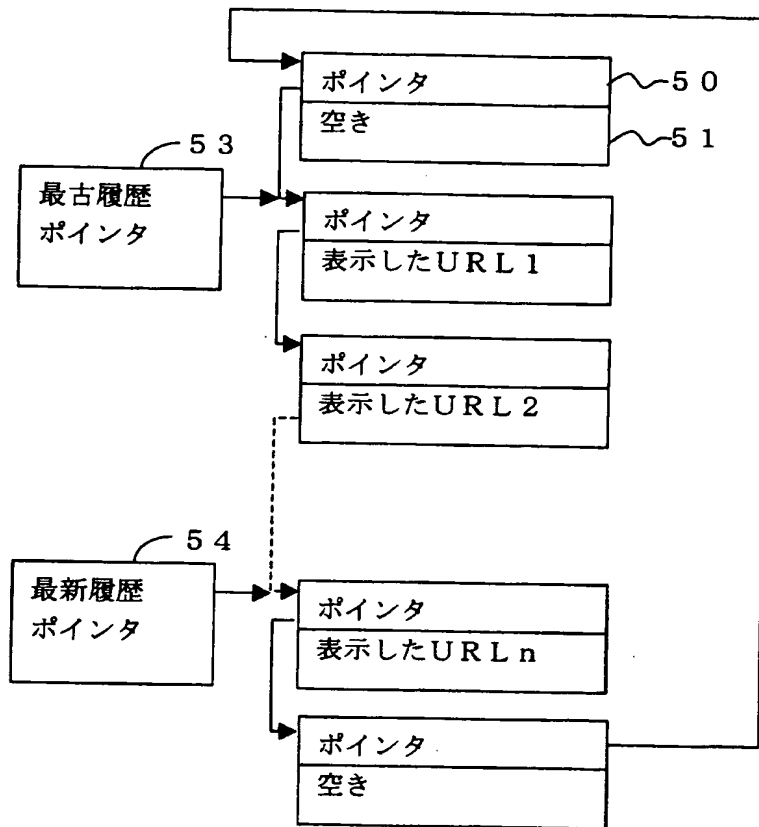 ポインタ
５０
空き
５１
５３
最古履歴
ポインタ
ポインタ
表示したＵＲＬ１
ポインタ
表示したＵＲＬ２
５４
最新履歴
ポインタ
ポインタ
表示したＵＲＬｎ
ポインタ
空き